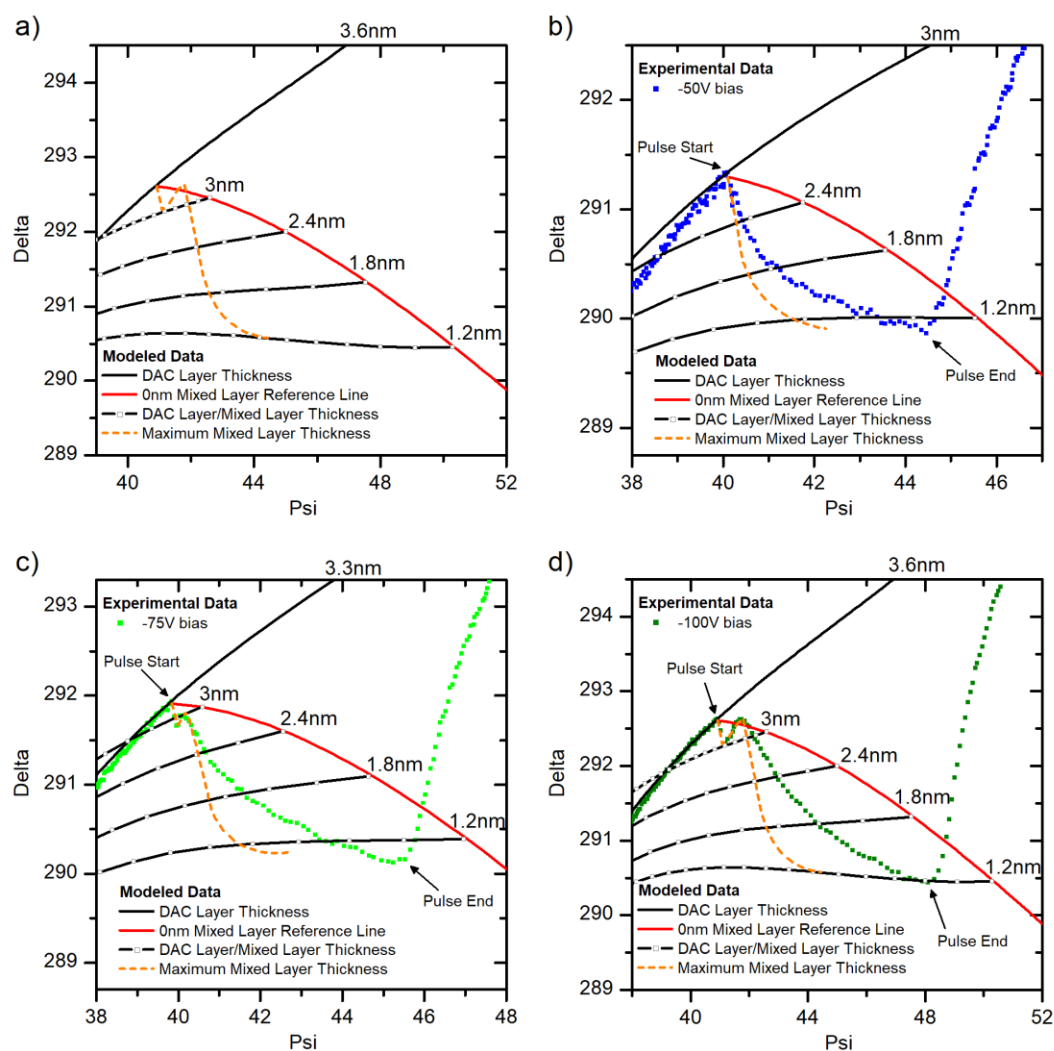 a)
3.6nm
294
293
292
291
290
289
Delta
3nm
2.4nm
1.8nm
1.2nm
Modeled Data
DAC Layer Thickness
0nm Mixed Layer Reference Line
DAC Layer/Mixed Layer Thickness
Maximum Mixed Layer Thickness
40 42 44 46 48 50 52
Psi
b)
3nm
Experimental Data
-50V bias
292
291
290
289
Delta
Pulse Start
2.4nm
1.8nm
1.2nm
Pulse End
Modeled Data
DAC Layer Thickness
0nm Mixed Layer Reference Line
DAC Layer/Mixed Layer Thickness
Maximum Mixed Layer Thickness
38 40 42 44 46
Psi
c)
3.3nm
Experimental Data
-75V bias
293
292
291
290
289
Delta
Pulse Start
3nm
2.4nm
1.8nm
1.2nm
Pulse End
Modeled Data
DAC Layer Thickness
0nm Mixed Layer Reference Line
DAC Layer/Mixed Layer Thickness
Maximum Mixed Layer Thickness
38 40 42 44 46 48
Psi
d)
3.6nm
Experimental Data
-100V bias
294
293
292
291
290
289
Delta
Pulse Start
3nm
2.4nm
1.8nm
1.2nm
Pulse End
Modeled Data
DAC Layer Thickness
0nm Mixed Layer Reference Line
DAC Layer/Mixed Layer Thickness
Maximum Mixed Layer Thickness
40 42 44 46 48 50 52
Psi